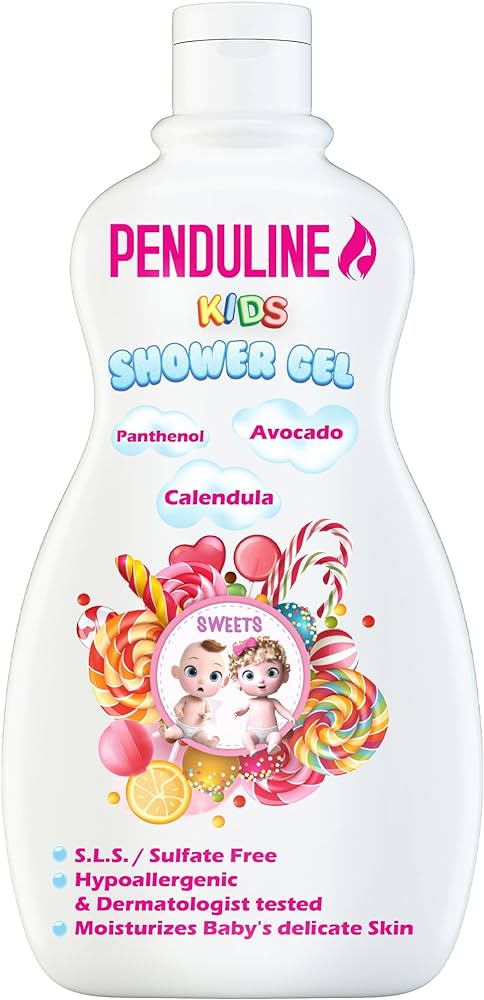 PENDULINE
KIDS
SHOWER GEL
Panthenol
Avocado
Calendula
SWEETS
S.L.S. / Sulfate Free
Hypoallergenic
& Dermatologist tested
Moisturizes Baby's delicate Skin